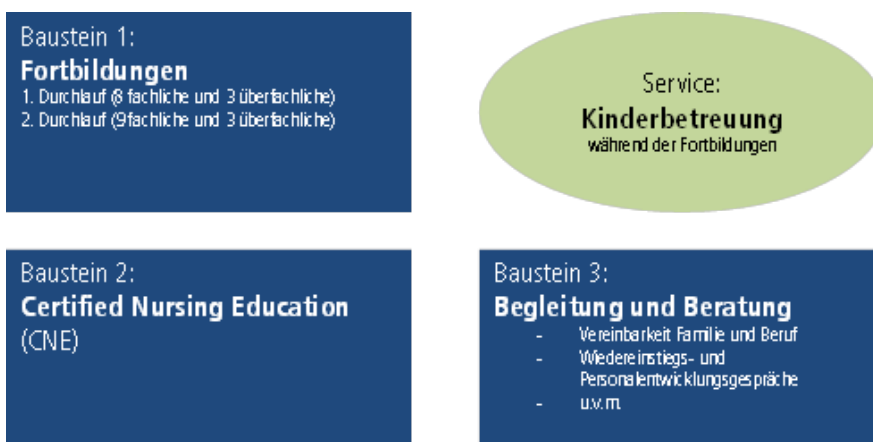 Baustein 1:
Fortbildungen
1. Durchlauf (8 fachliche und 3 überfachliche)
2. Durchlauf (9fachliche und 3 überfachliche)
Service:
Kinderbetreuung
während der Fortbildungen
Baustein 2:
Certified Nursing Education
(CNE)
Baustein 3:
Begleitung und Beratung
- Vereinbarkeit Familie und Beruf
- Wiedereinstiegs- und
Personalentwicklungsgespräche
- u.v.m.